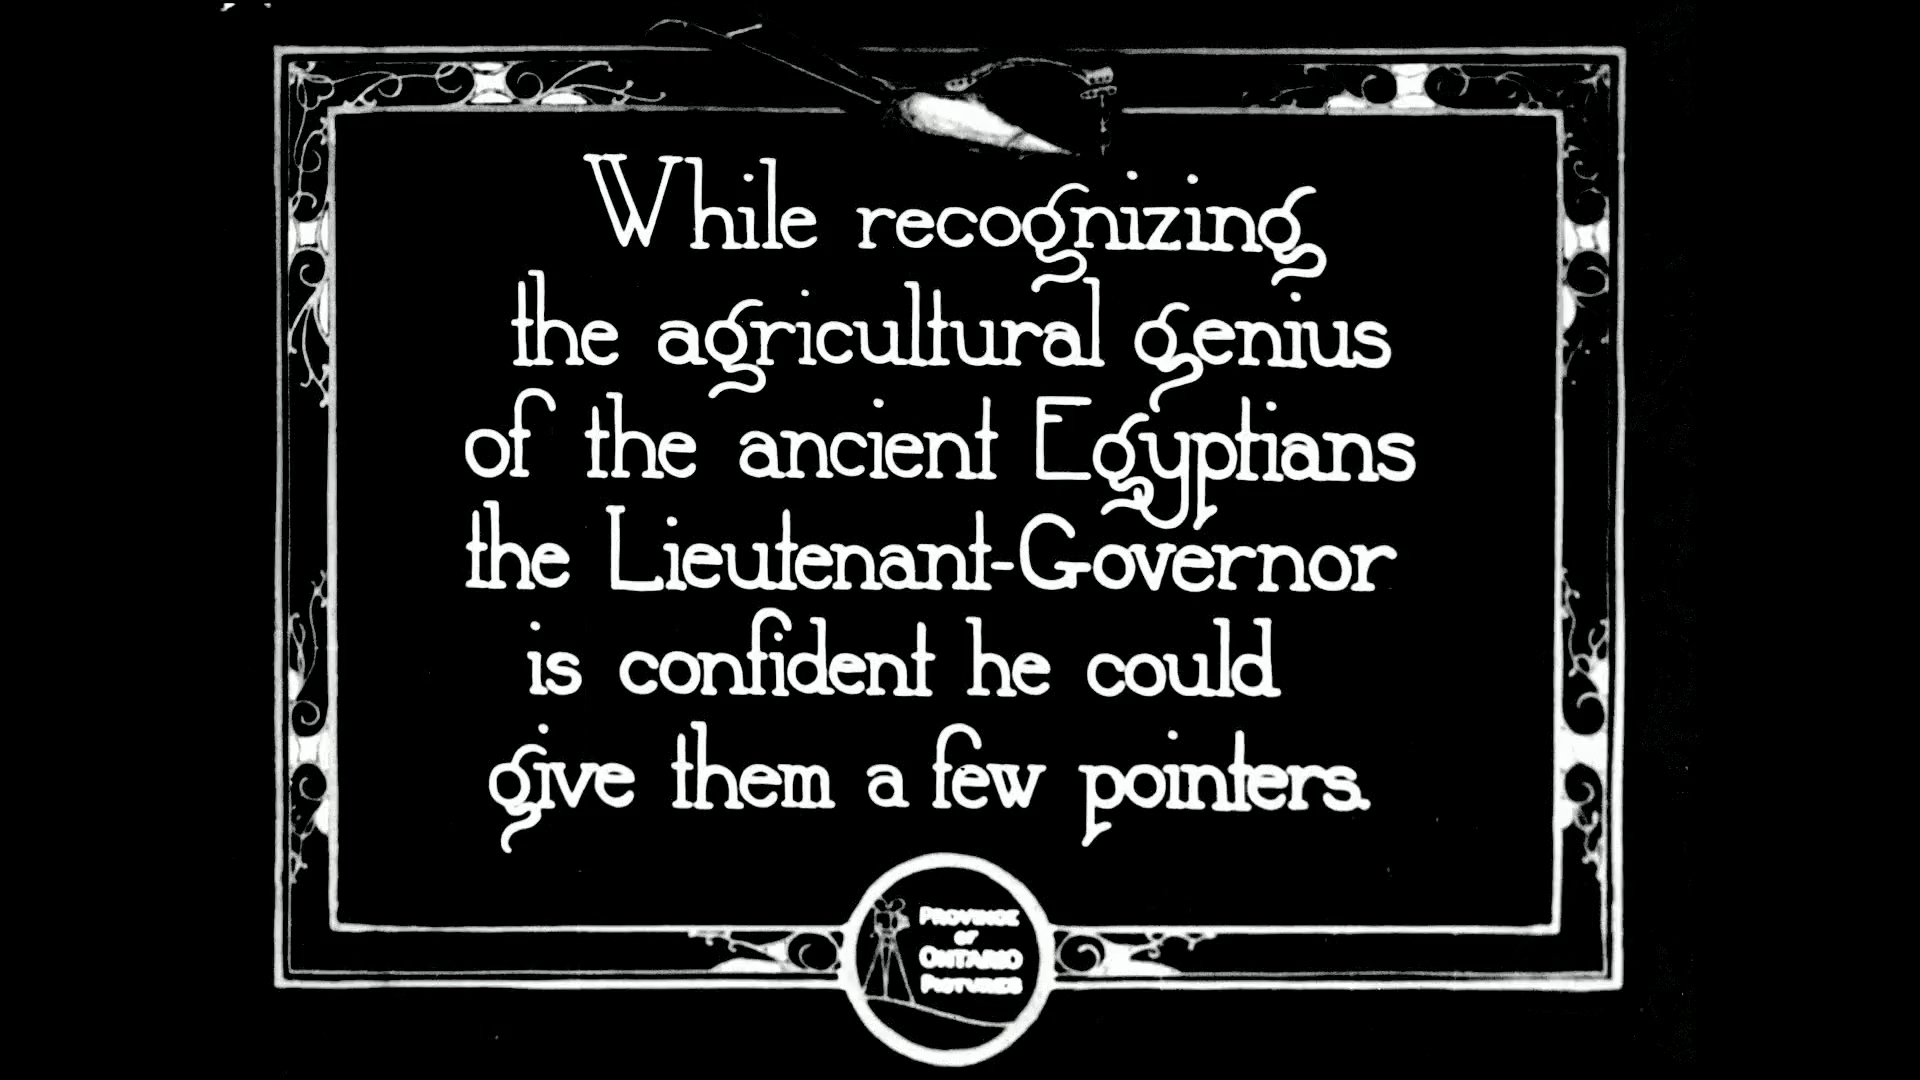 While recognizing
the agricultural genius
of the ancient Egyptians
the Lieutenant-Governor
is confident he could
give them a few pointers.
PROVINCE
OF
ONTARIO
PICTURES